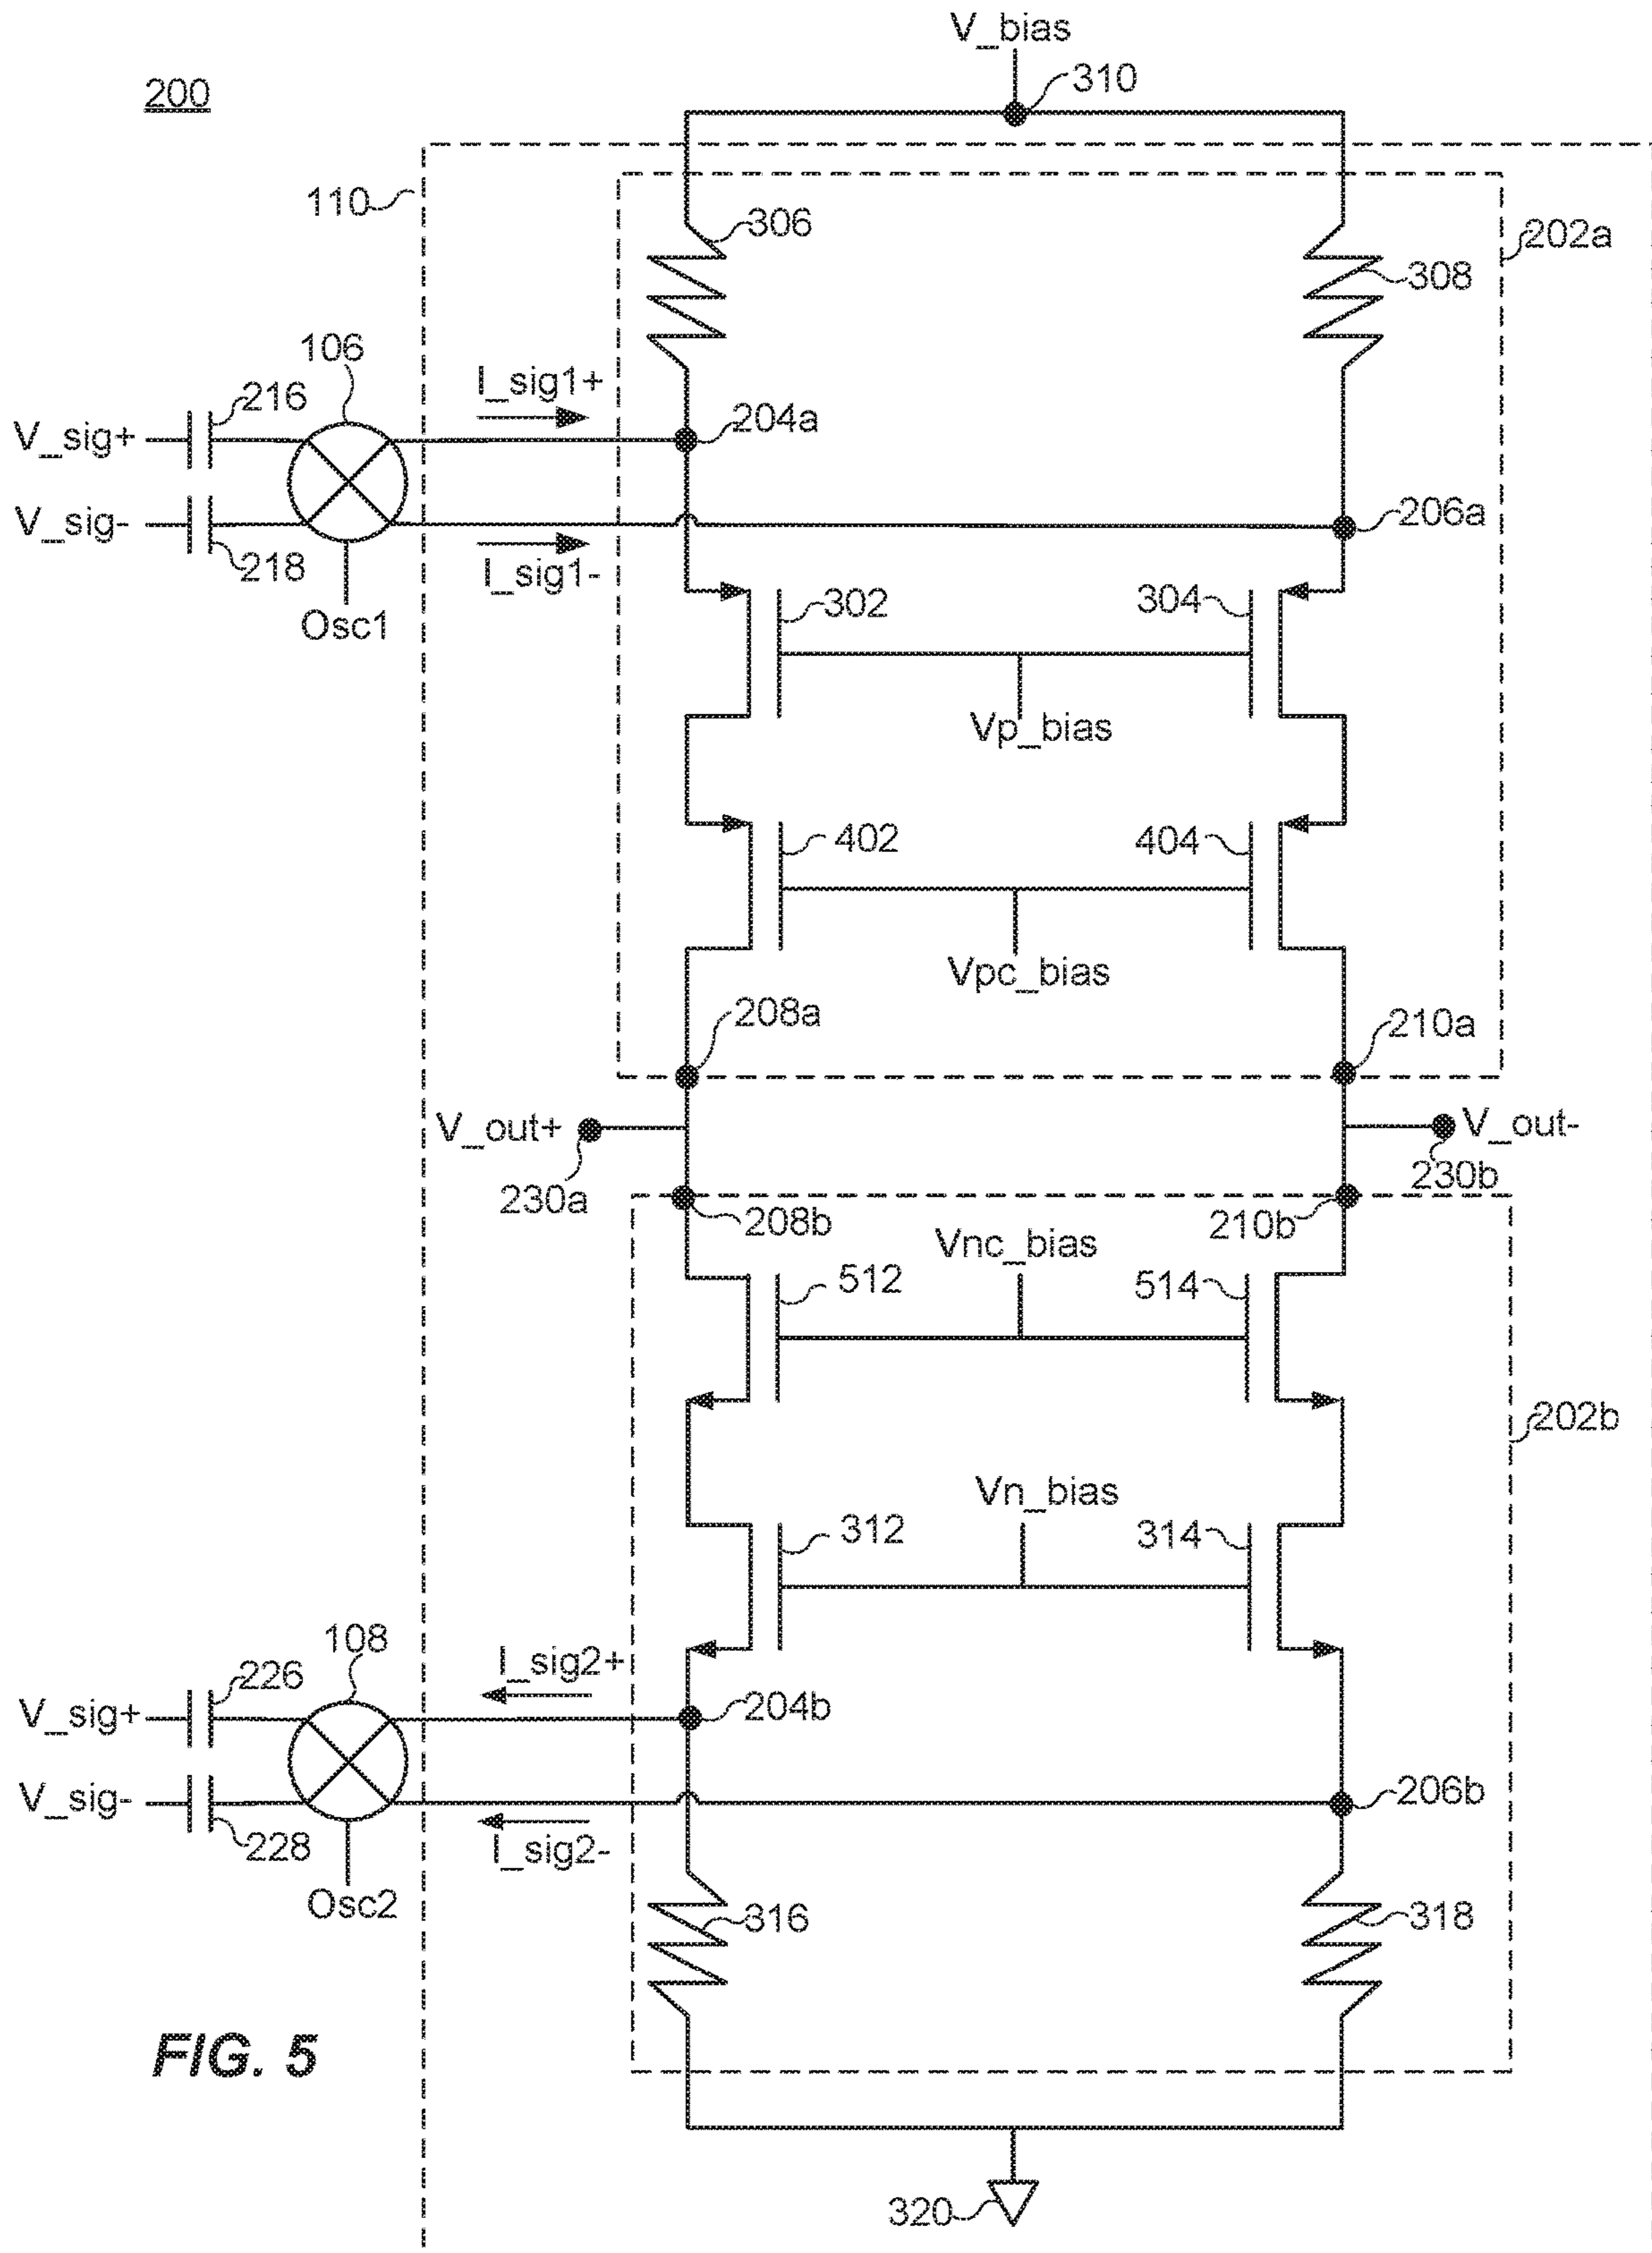 V_bias
200
310
110
306
202a
308
106
I_sig1+
216
204a
V_sig+
V_sig-
206a
218
I_sig1-
302
304
Osc1
Vp_bias
402
404
Vpc_bias
208a
210a
V_out+
V_out-
230a
230b
208b
210b
Vnc_bias
512
514
202b
Vn_bias
312
314
108
I_sig2+
226
204b
V_sig+
V_sig-
206b
228
I_sig2-
Osc2
316
318
FIG. 5
320